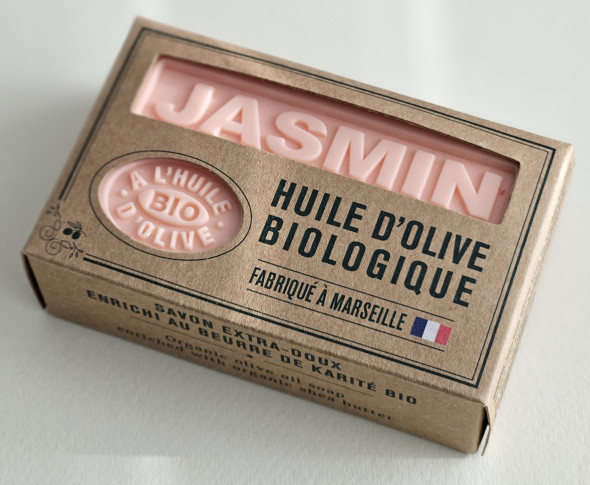 JASMIN
A L'HUILE
BIO
D'OLIVE
HUILE D'OLIVE
BIOLOGIQUE
FABRIQUÉ À MARSEILLE
SAVON EXTRA-DOUX
ENRICHI AU BEURRE DE KARITÉ BIO
Organic olive oil soap
enriched with organic shea butter